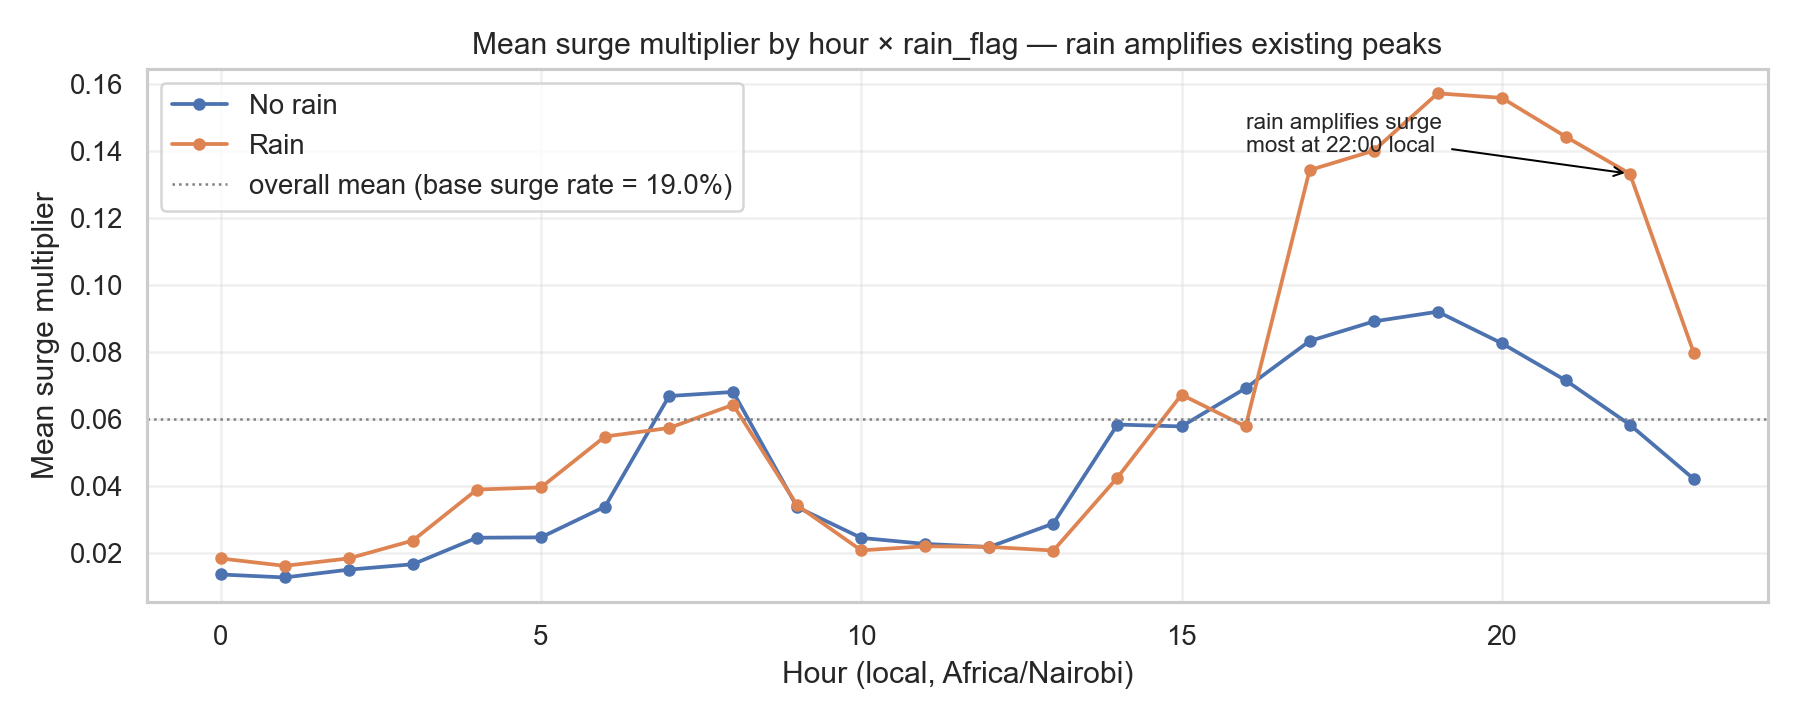 Mean surge multiplier by hour × rain_flag — rain amplifies existing peaks
Mean surge multiplier
0.16
0.14
0.12
0.10
0.08
0.06
0.04
0.02
No rain
Rain
overall mean (base surge rate = 19.0%)
rain amplifies surge
most at 22:00 local
0
5
10
15
20
Hour (local, Africa/Nairobi)